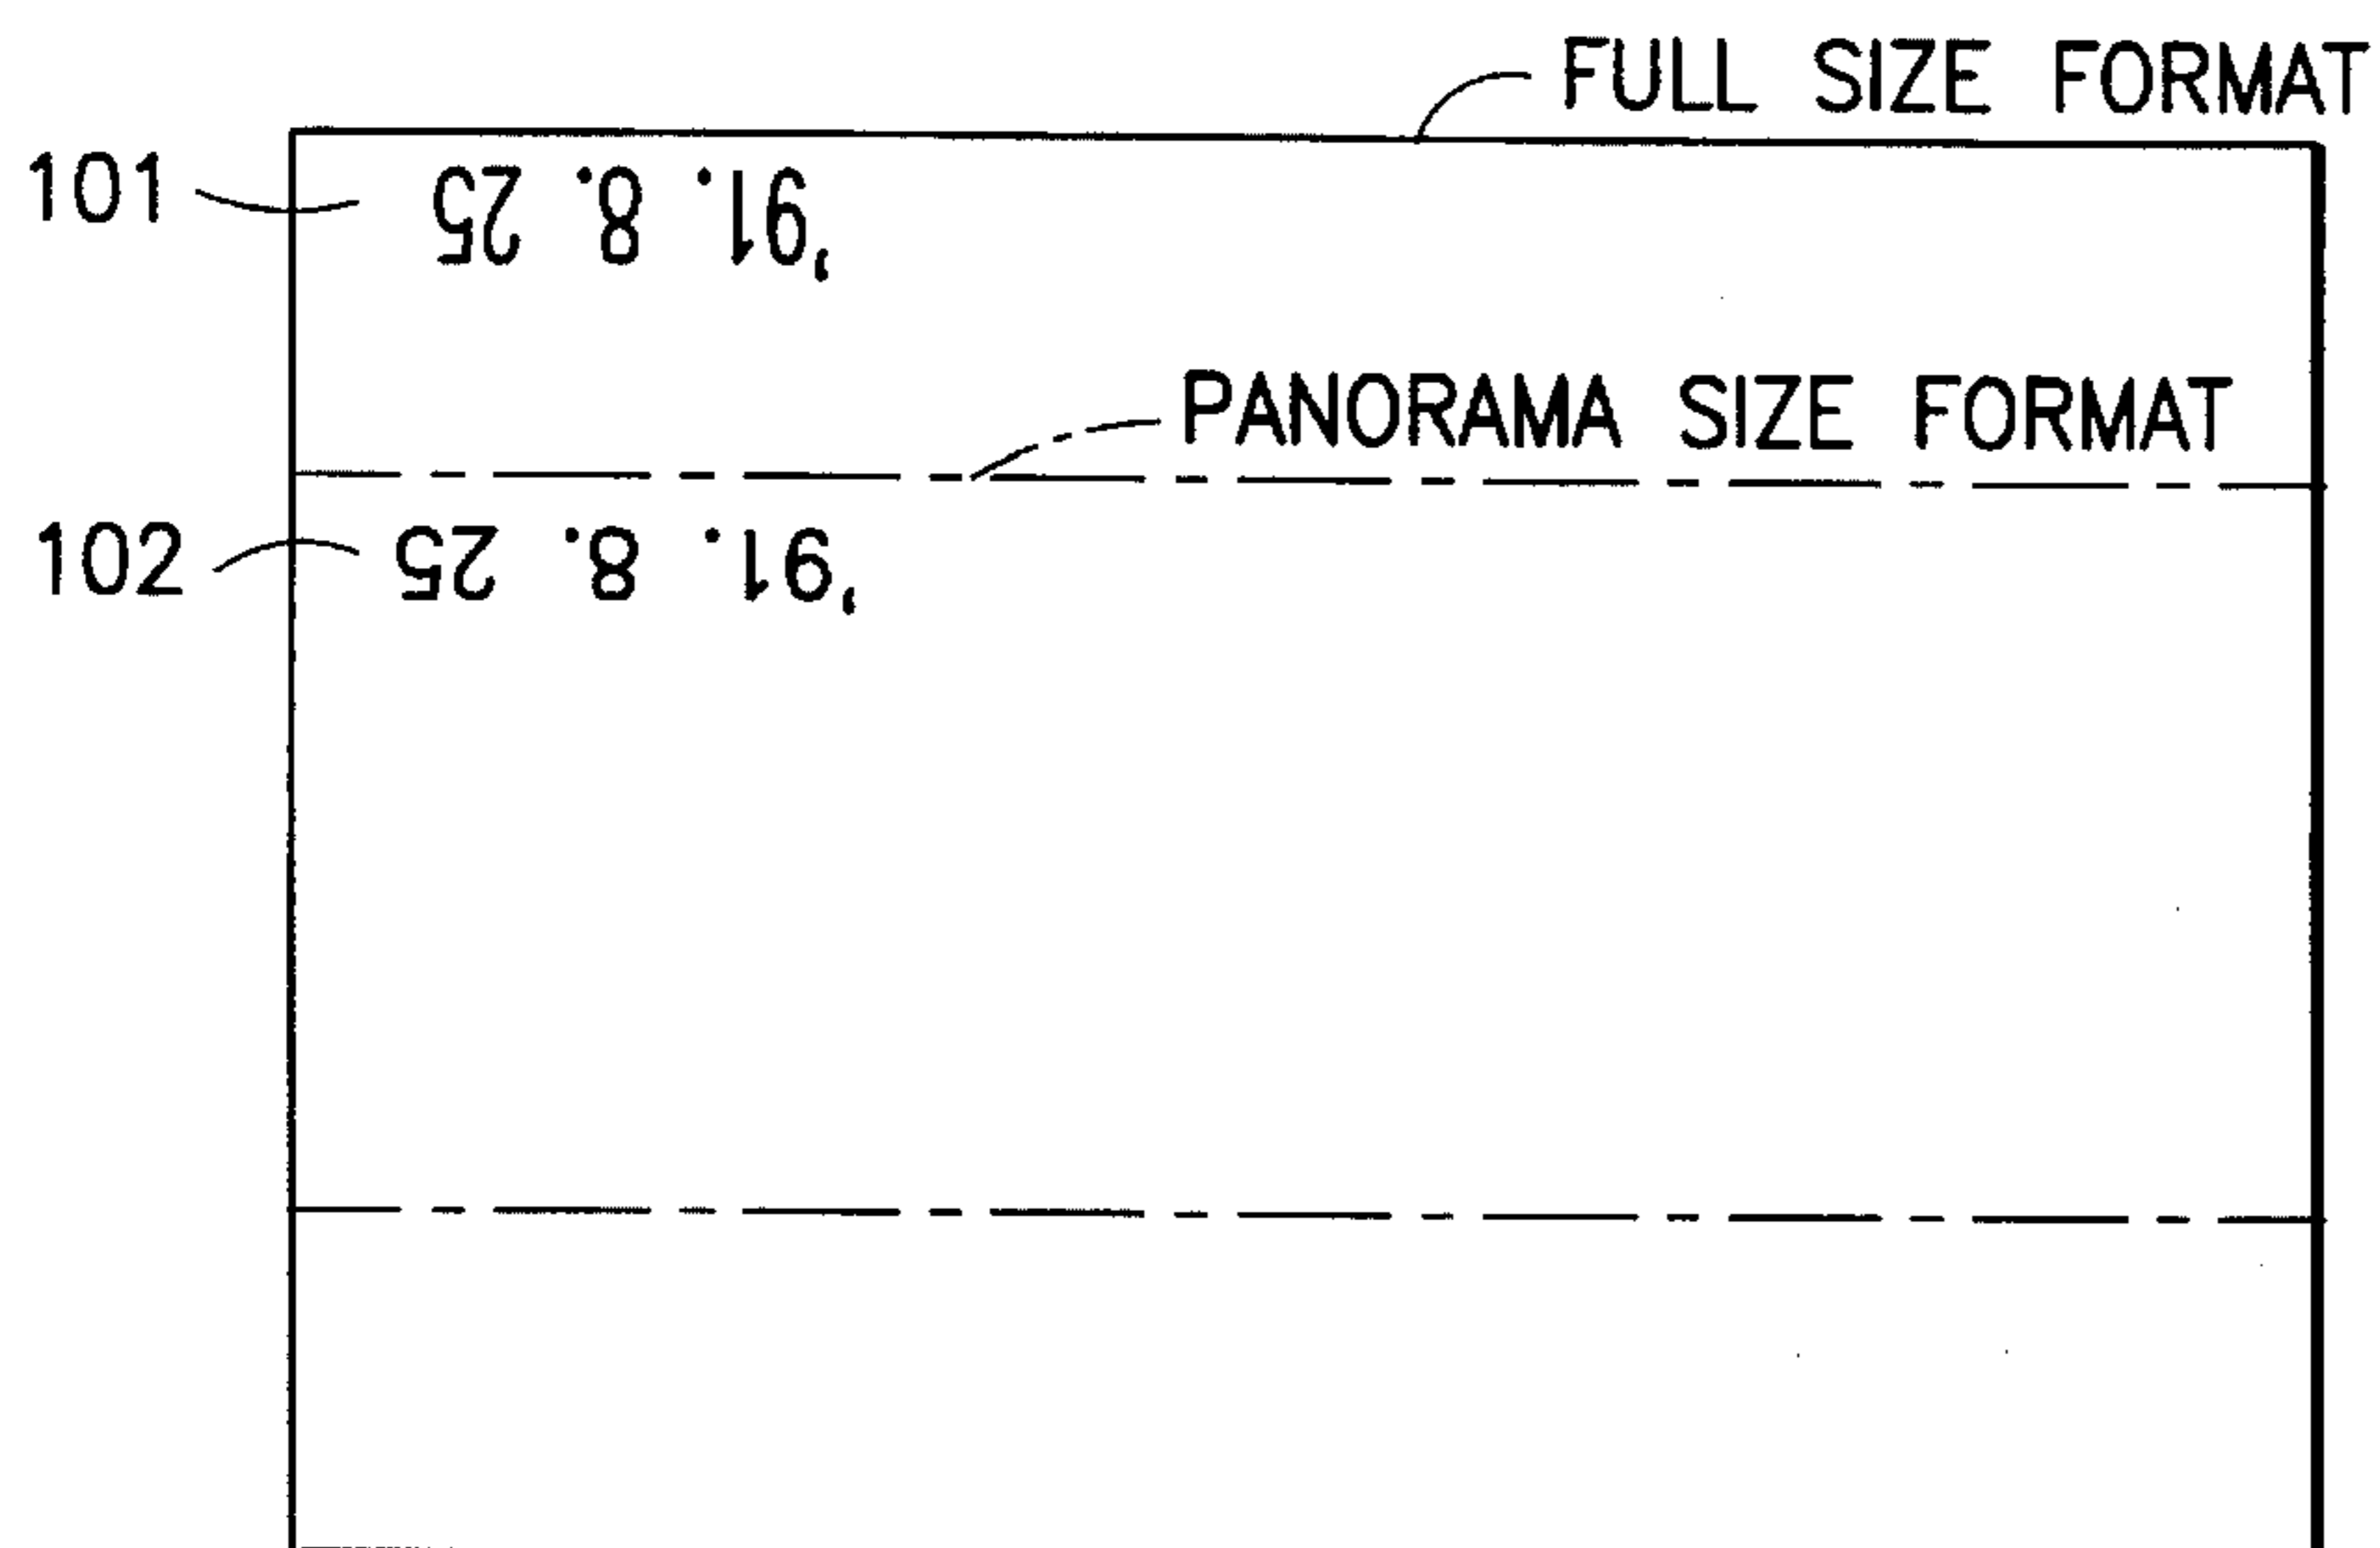 FULL SIZE FORMAT
101
'91. 8. 25
PANORAMA SIZE FORMAT
102
'91. 8. 25